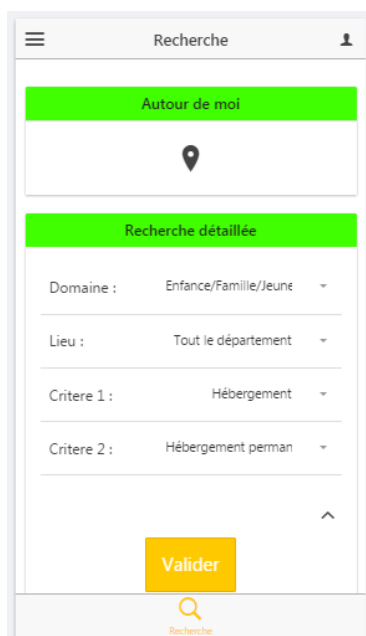 Recherche
Autour de moi
Recherche détaillée
Domaine : Enfance/Famille/Jeune
Lieu : Tout le département
Critere 1 : Hébergement
Critere 2 : Hébergement perman
Valider
Recherche